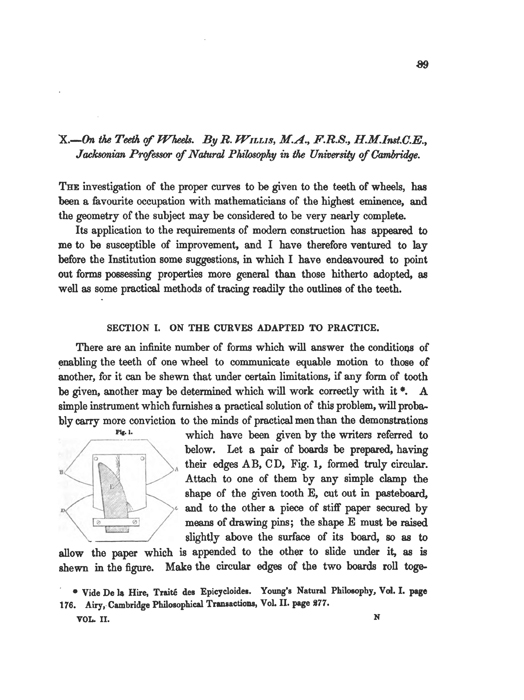 89
X.—On the Teeth of Wheels. By R. WILLIS, M.A., F.R.S., H.M.Inst.C.E.,
Jacksonian Professor of Natural Philosophy in the University of Cambridge.
THE investigation of the proper curves to be given to the teeth of wheels, has
been a favourite occupation with mathematicians of the highest eminence, and
the geometry of the subject may be considered to be very nearly complete.
Its application to the requirements of modern construction has appeared to
me to be susceptible of improvement, and I have therefore ventured to lay
before the Institution some suggestions, in which I have endeavoured to point
out forms possessing properties more general than those hitherto adopted, as
well as some practical methods of tracing readily the outlines of the teeth.
SECTION I. ON THE CURVES ADAPTED TO PRACTICE.
There are an infinite number of forms which will answer the conditions of
enabling the teeth of one wheel to communicate equable motion to those of
another, for it can be shewn that under certain limitations, if any form of tooth
be given, another may be determined which will work correctly with it *. A
simple instrument which furnishes a practical solution of this problem, will proba-
bly carry more conviction to the minds of practical men than the demonstrations
Fig. 1.
B
A
E
D
C
which have been given by the writers referred to
below. Let a pair of boards be prepared, having
their edges AB, CD, Fig. 1, formed truly circular.
Attach to one of them by any simple clamp the
shape of the given tooth E, cut out in pasteboard,
and to the other a piece of stiff paper secured by
means of drawing pins; the shape E must be raised
slightly above the surface of its board, so as to
allow the paper which is appended to the other to slide under it, as is
shewn in the figure. Make the circular edges of the two boards roll toge-
* Vide De la Hire, Traité des Epicycloides. Young's Natural Philosophy, Vol. I. page
176. Airy, Cambridge Philosophical Transactions, Vol. II. page 277.
VOL. II.
N